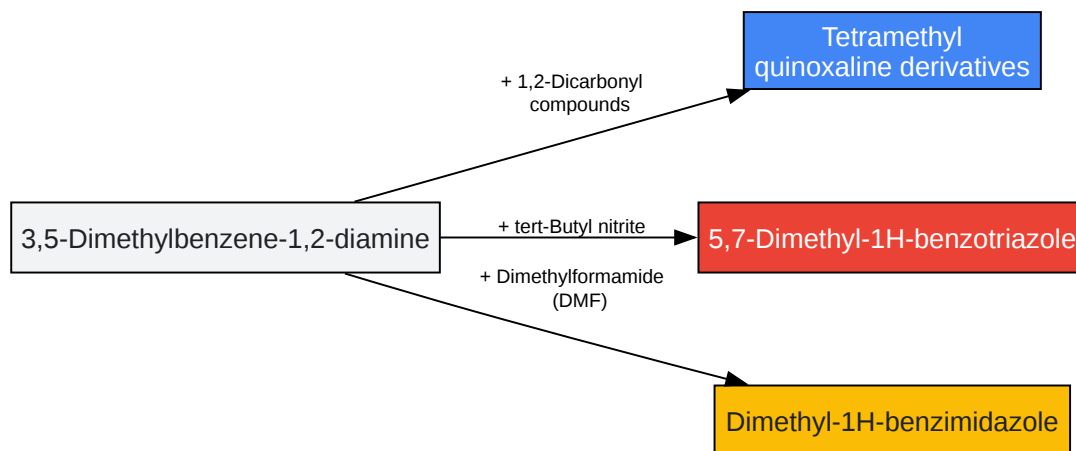 Tetramethyl
quinoxaline derivatives
+ 1,2-Dicarbonyl
compounds
3,5-Dimethylbenzene-1,2-diamine
+ tert-Butyl nitrite
5,7-Dimethyl-1H-benzotriazole
+ Dimethylformamide
(DMF)
Dimethyl-1H-benzimidazole